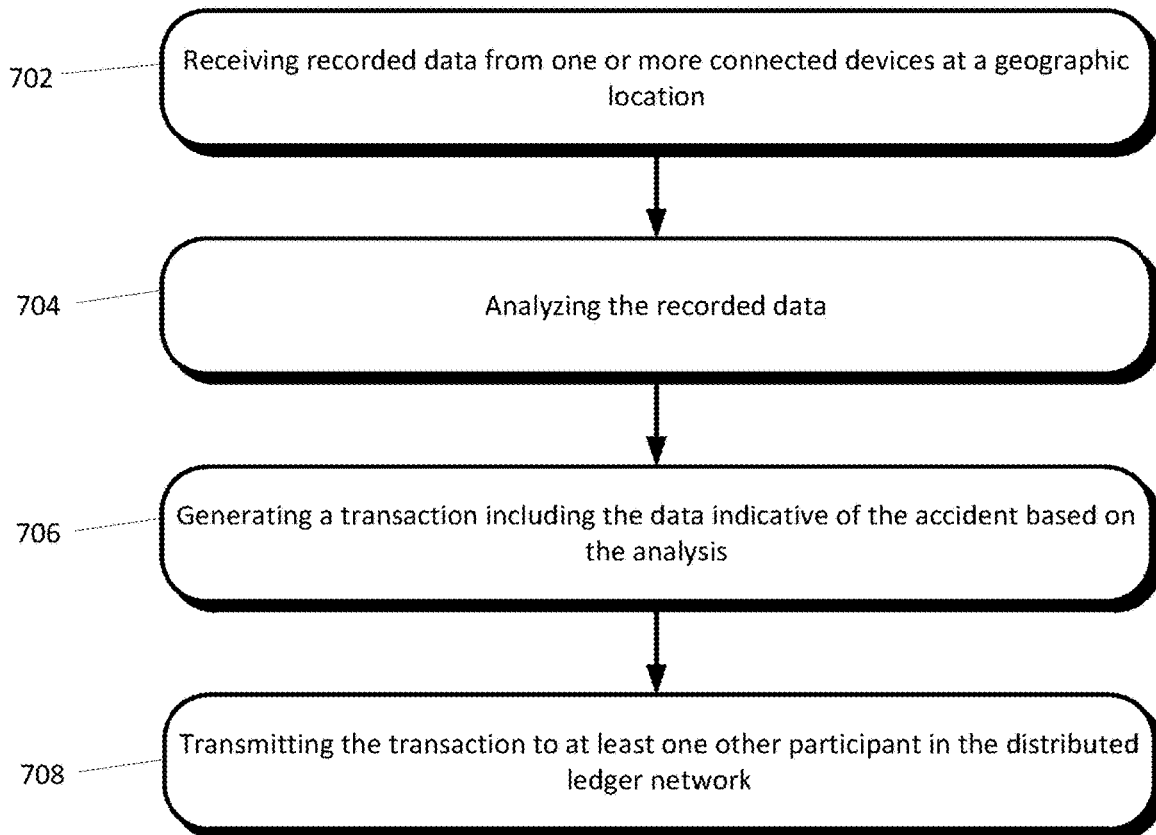 702
Receiving recorded data from one or more connected devices at a geographic
location
704
Analyzing the recorded data
706
Generating a transaction including the data indicative of the accident based on
the analysis
708
Transmitting the transaction to at least one other participant in the distributed
ledger network